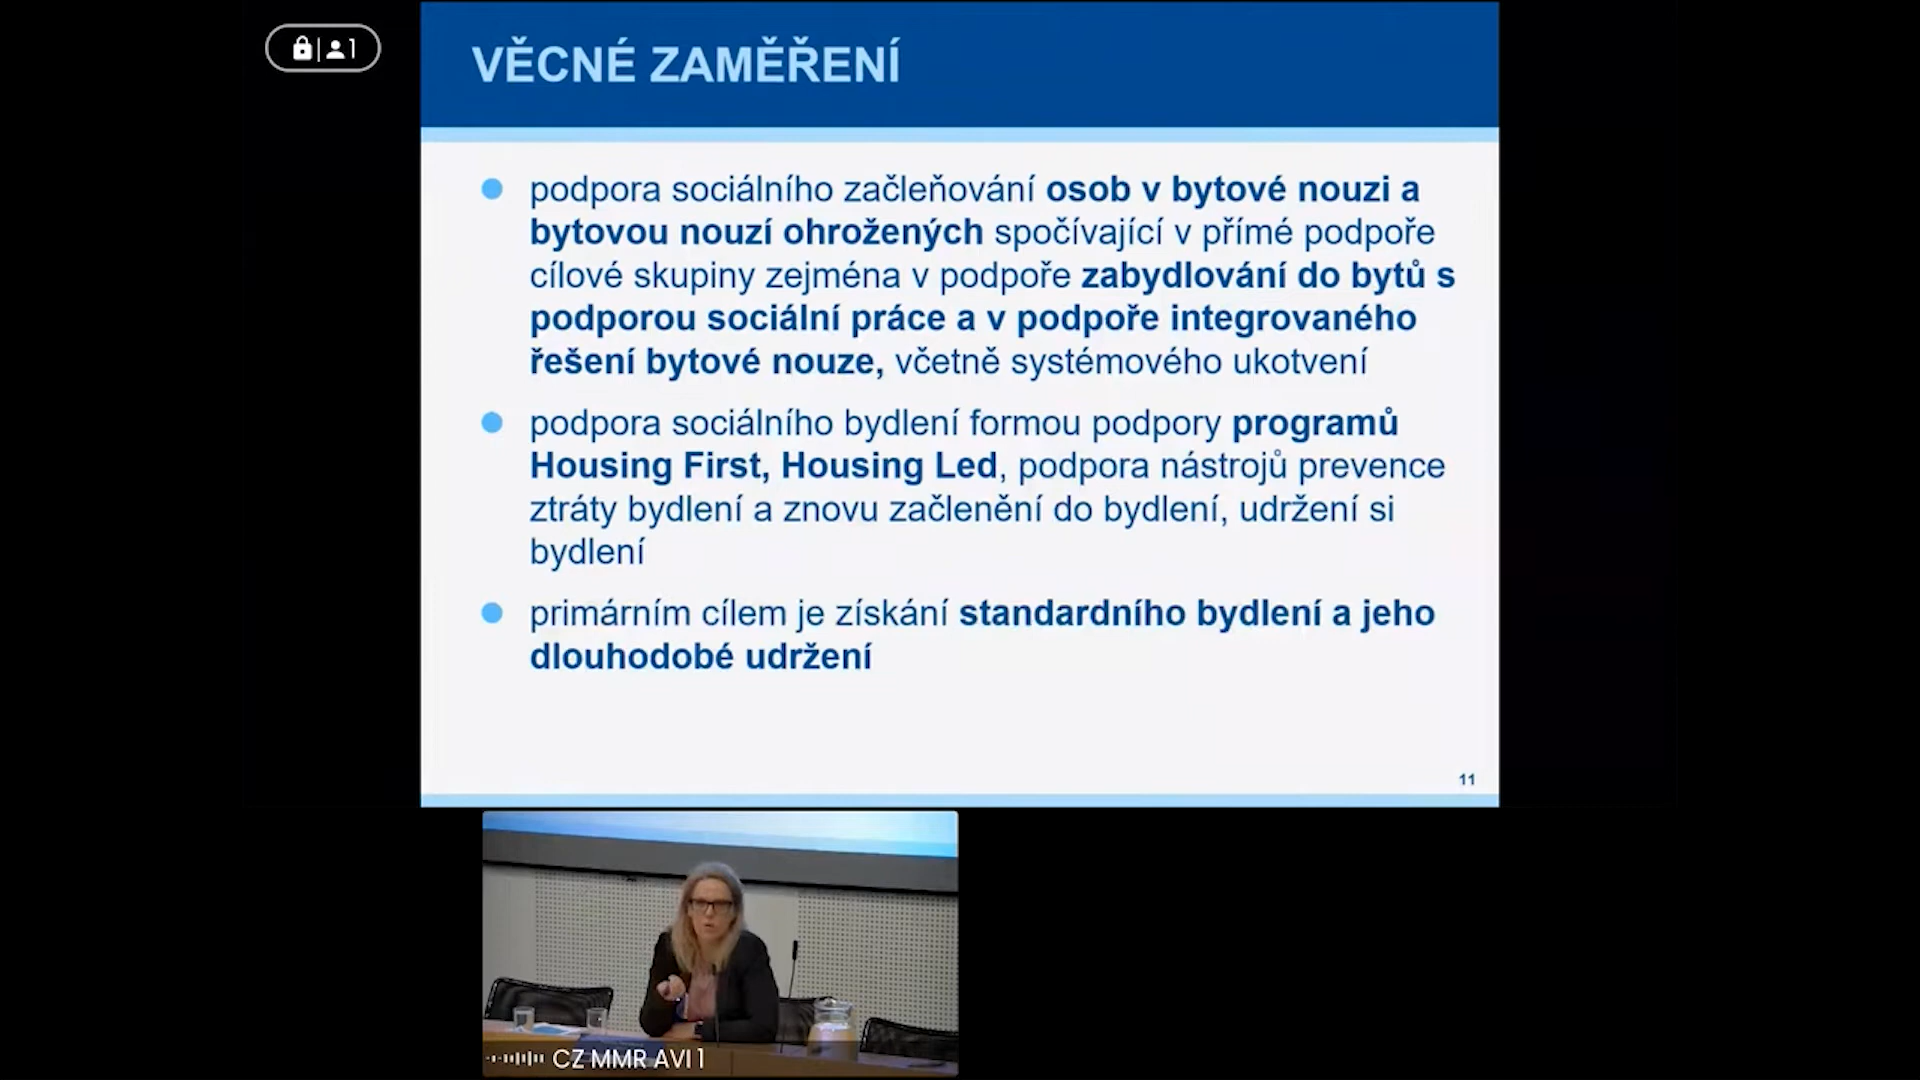 1
VĚCNÉ ZAMĚŘENÍ
podpora sociálního začleňování osob v bytové nouzi a
bytovou nouzí ohrožených spočívající v přímé podpoře
cílové skupiny zejména v podpoře zabydlování do bytů s
podporou sociální práce a v podpoře integrovaného
řešení bytové nouze, včetně systémového ukotvení
podpora sociálního bydlení formou podpory programů
Housing First, Housing Led, podpora nástrojů prevence
ztráty bydlení a znovu začlenění do bydlení, udržení si
bydlení
primárním cílem je získání standardního bydlení a jeho
dlouhodobé udržení
11
CZ MMR AVI 1